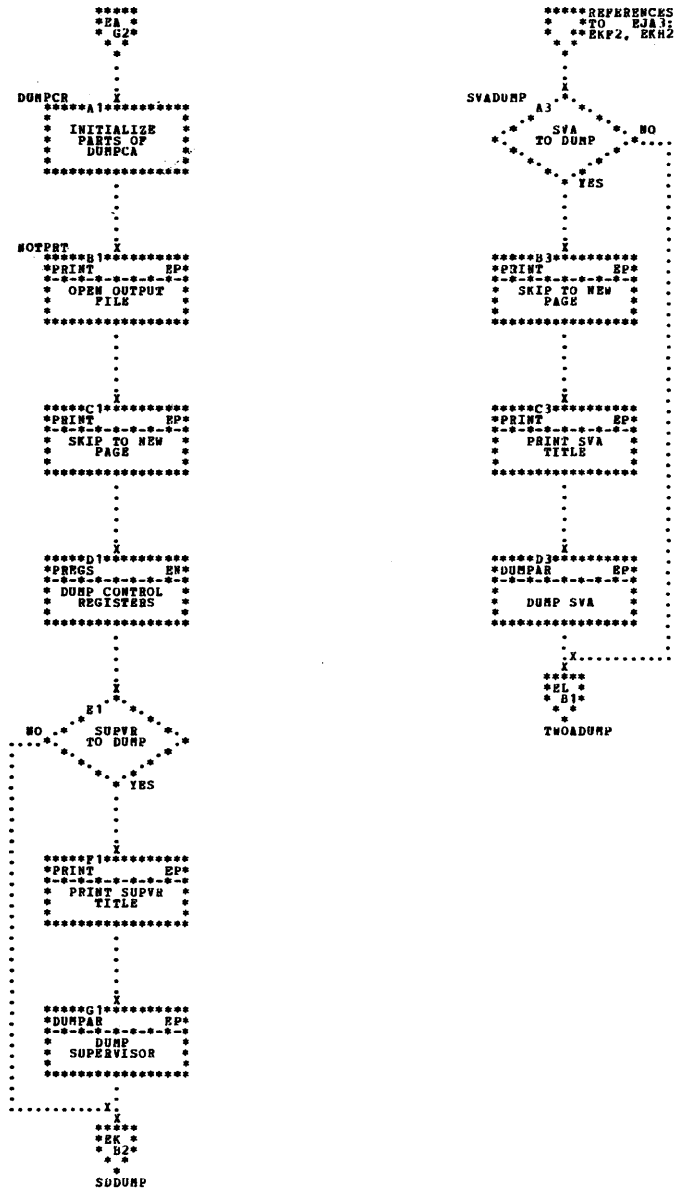 EA
G2
DUMPCR
A1
INITIALIZE
PARTS OF
DUMPCA
NOTPRT
B1
PRINT EP
OPEN OUTPUT
FILE
C1
PRINT EP
SKIP TO NEW
PAGE
D1
PREGS EN
DUMP CONTROL
REGISTERS
E1
NO
SUPVR
TO DUMP
YES
F1
PRINT EP
PRINT SUPVR
TITLE
G1
DUMPAR EP
DUMP
SUPERVISOR
EK
B2
SDDUMP
REFERENCES
TO EJA3:
EKF2, EKH2
SVADUMP
A3
SVA
TO DUMP
NO
YES
B3
PRINT EP
SKIP TO NEW
PAGE
C3
PRINT EP
PRINT SVA
TITLE
D3
DUMPAR EP
DUMP SVA
EL
B1
TWOADUMP